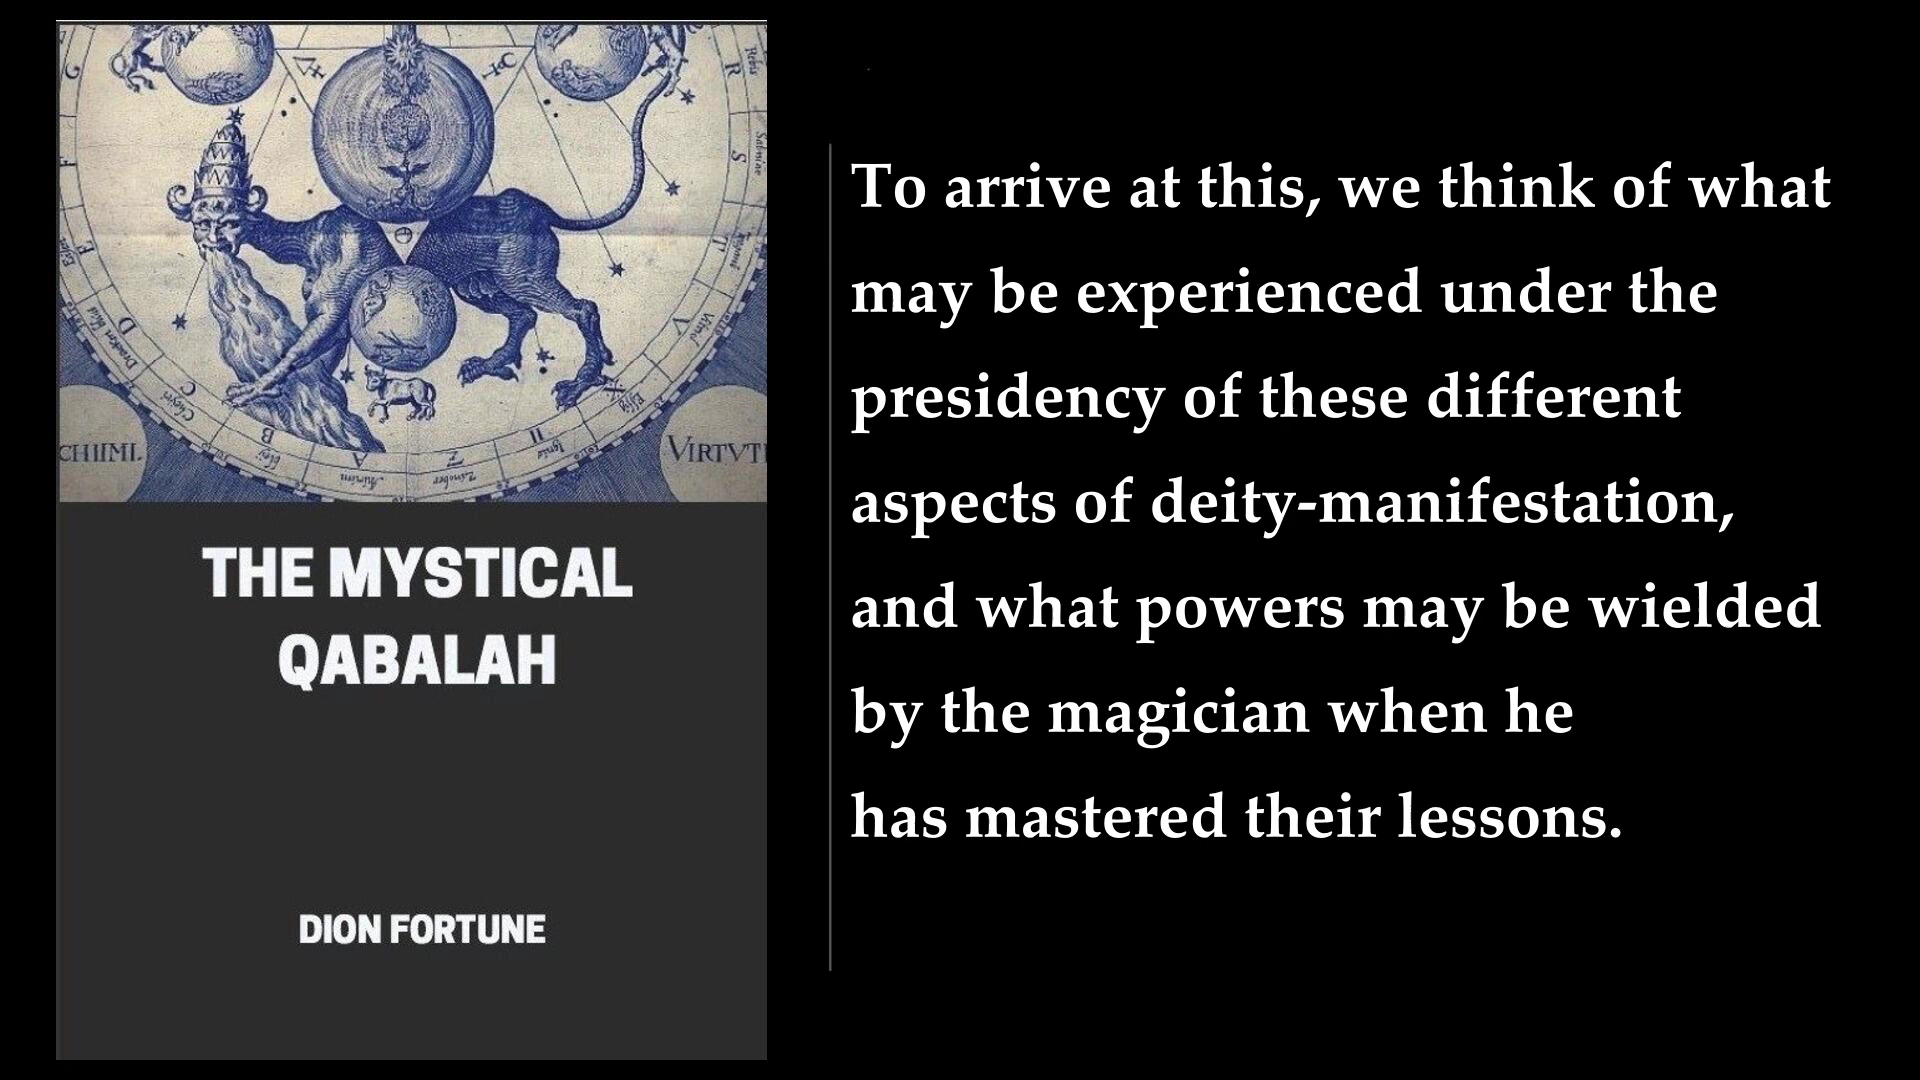 THE MYSTICAL
QABALAH
DION FORTUNE
CHIIMI.
VIRTVTI
To arrive at this, we think of what
may be experienced under the
presidency of these different
aspects of deity-manifestation,
and what powers may be wielded
by the magician when he
has mastered their lessons.